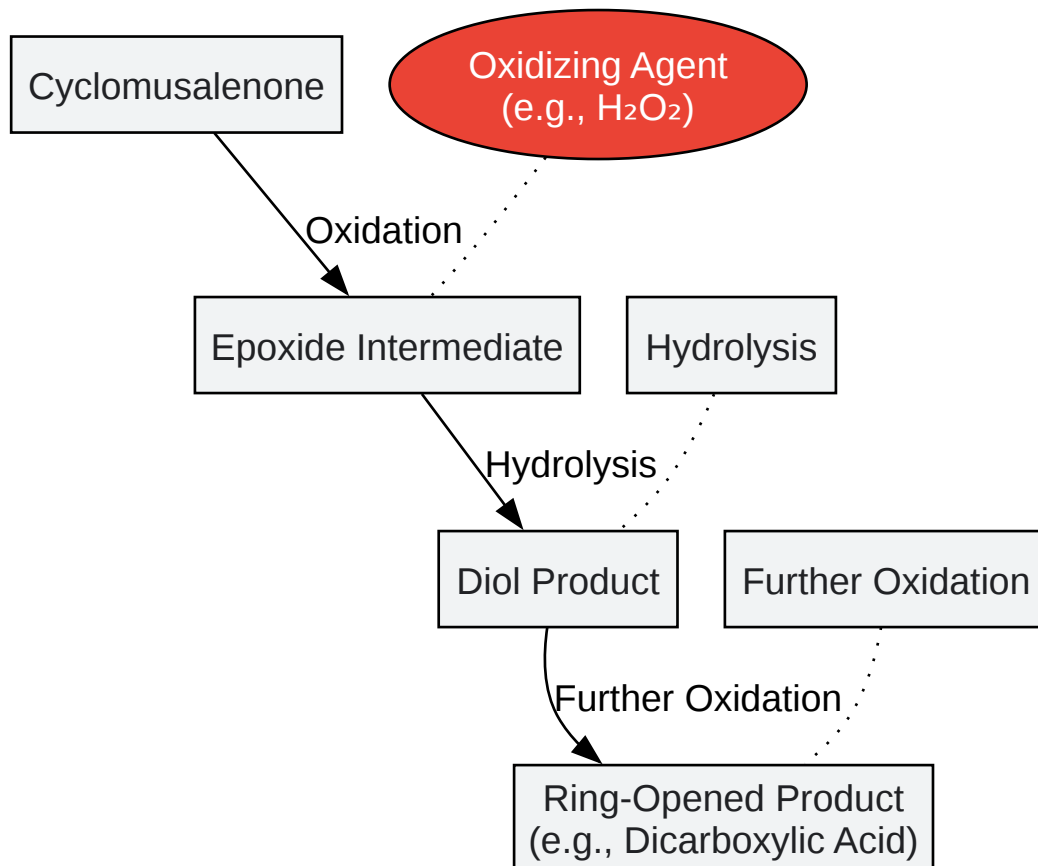 Cyclomusalenone
Oxidizing Agent
(e.g., H₂O₂)
Oxidation
Epoxide Intermediate
Hydrolysis
Hydrolysis
Diol Product
Further Oxidation
Further Oxidation
Ring-Opened Product
(e.g., Dicarboxylic Acid)